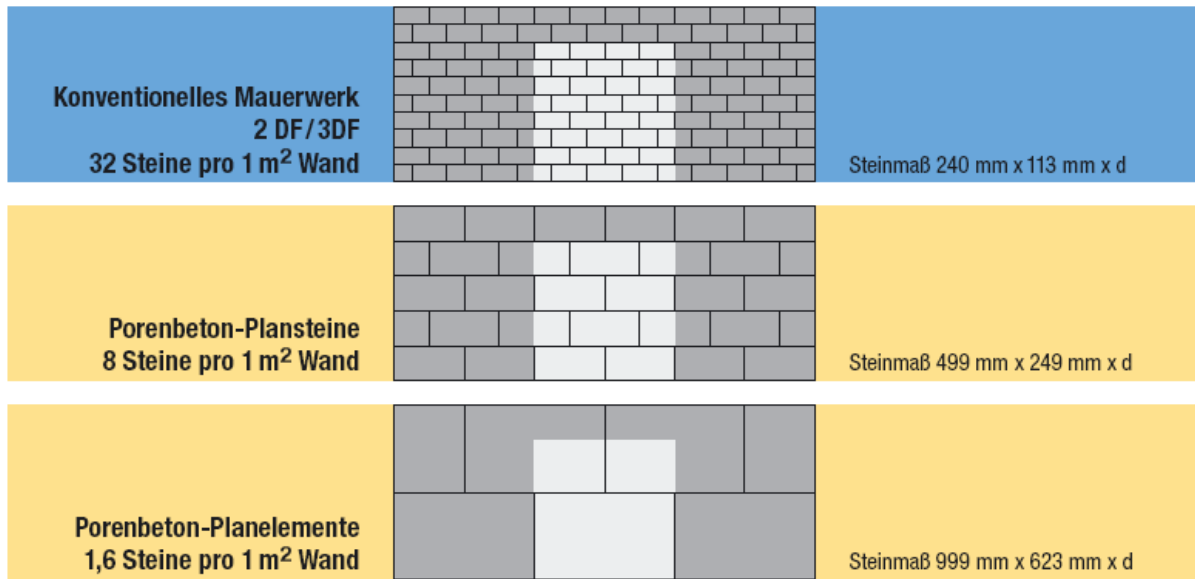 Konventionelles Mauerwerk
2 DF/3DF
32 Steine pro 1 m² Wand
Steinmaß 240 mm x 113 mm x d
Porenbeton-Plansteine
8 Steine pro 1 m² Wand
Steinmaß 499 mm x 249 mm x d
Porenbeton-Planelemente
1,6 Steine pro 1 m² Wand
Steinmaß 999 mm x 623 mm x d